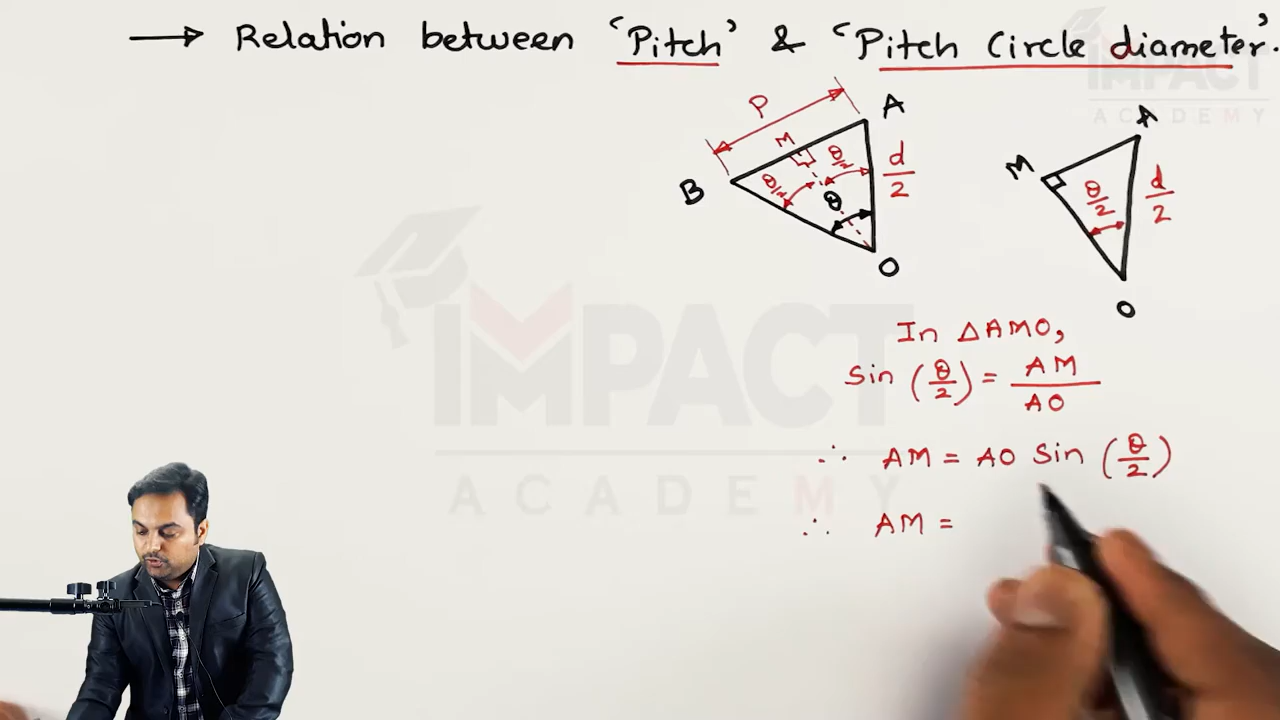 → Relation between 'Pitch' & 'Pitch Circle diameter'.
IMPACT
ACADEMY
P
A
M
θ/2
d/2
θ/2
B
θ
O
A
M
θ/2
d/2
O
In △AMO,
Sin (θ/2) = AM/AO
∴ AM = AO Sin (θ/2)
∴ AM =
IMPACT
ACADEMY